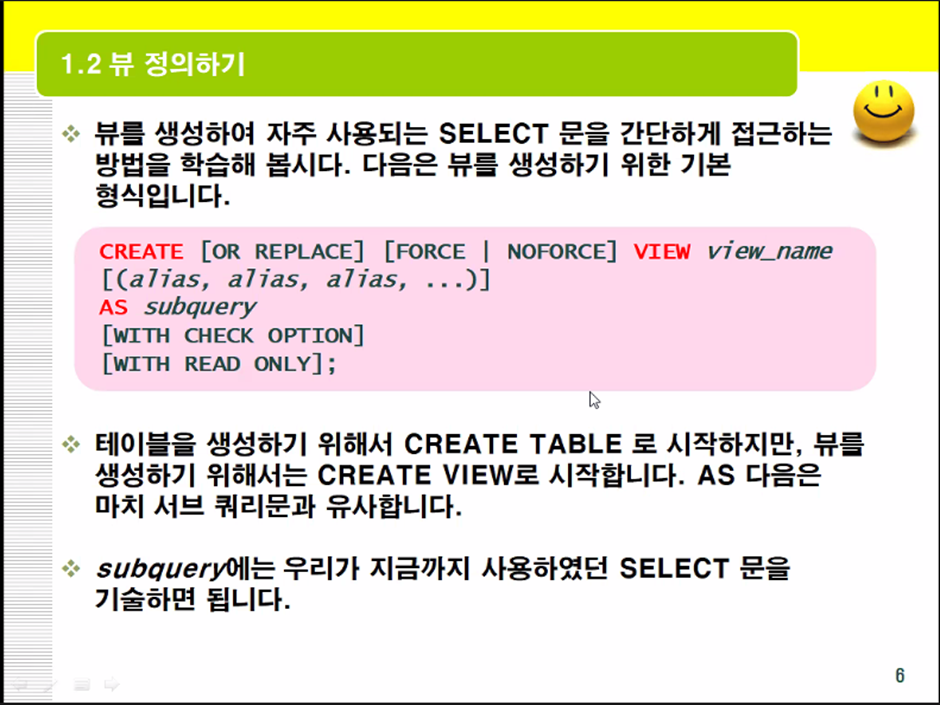 1.2 뷰 정의하기
뷰를 생성하여 자주 사용되는 SELECT 문을 간단하게 접근하는
방법을 학습해 봅시다. 다음은 뷰를 생성하기 위한 기본
형식입니다.
CREATE [OR REPLACE] [FORCE | NOFORCE] VIEW view_name
[(alias, alias, alias, ...)]
AS subquery
[WITH CHECK OPTION]
[WITH READ ONLY];
테이블을 생성하기 위해서 CREATE TABLE 로 시작하지만, 뷰를
생성하기 위해서는 CREATE VIEW로 시작합니다. AS 다음은
마치 서브 쿼리문과 유사합니다.
subquery에는 우리가 지금까지 사용하였던 SELECT 문을
기술하면 됩니다.
6